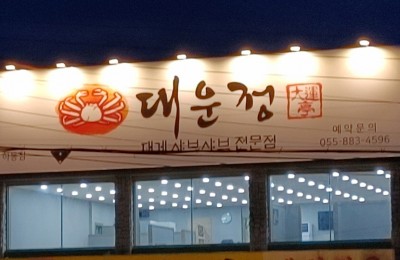 대운정
大運亭
대게 샤브샤브 전문점
예약문의
055-883-4596